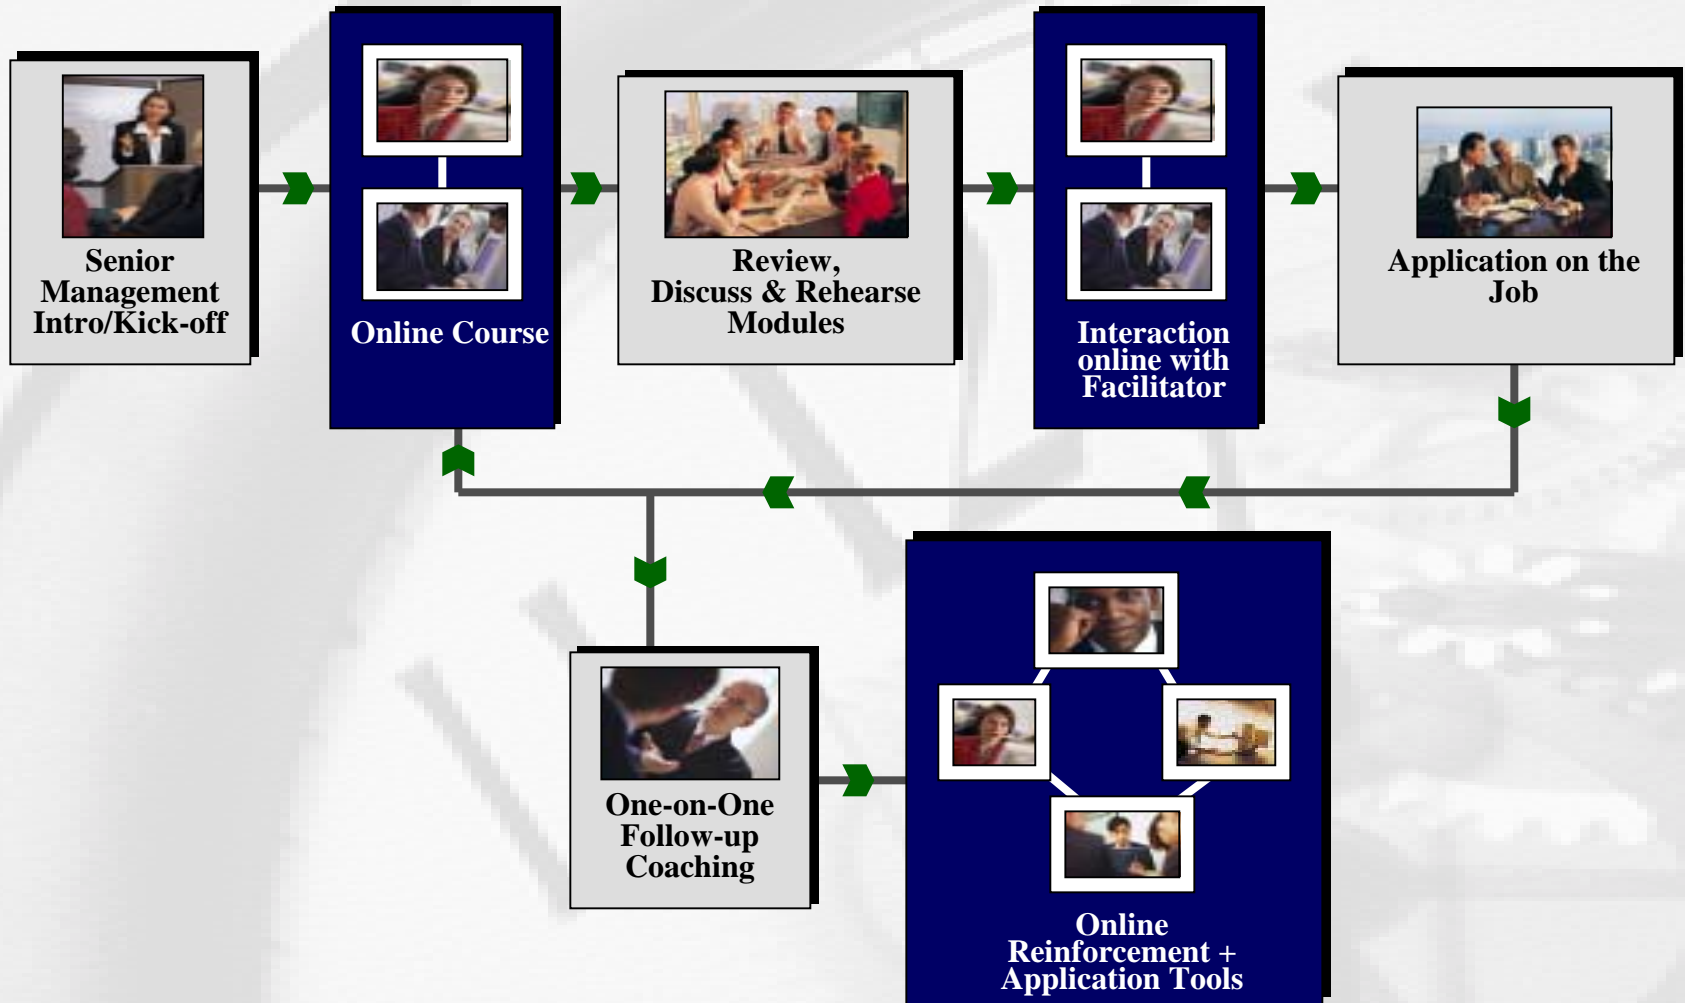 Senior
Management
Intro/Kick-off
Online Course
Review,
Discuss & Rehearse
Modules
Interaction
online with
Facilitator
Application on the
Job
One-on-One
Follow-up
Coaching
Online
Reinforcement +
Application Tools